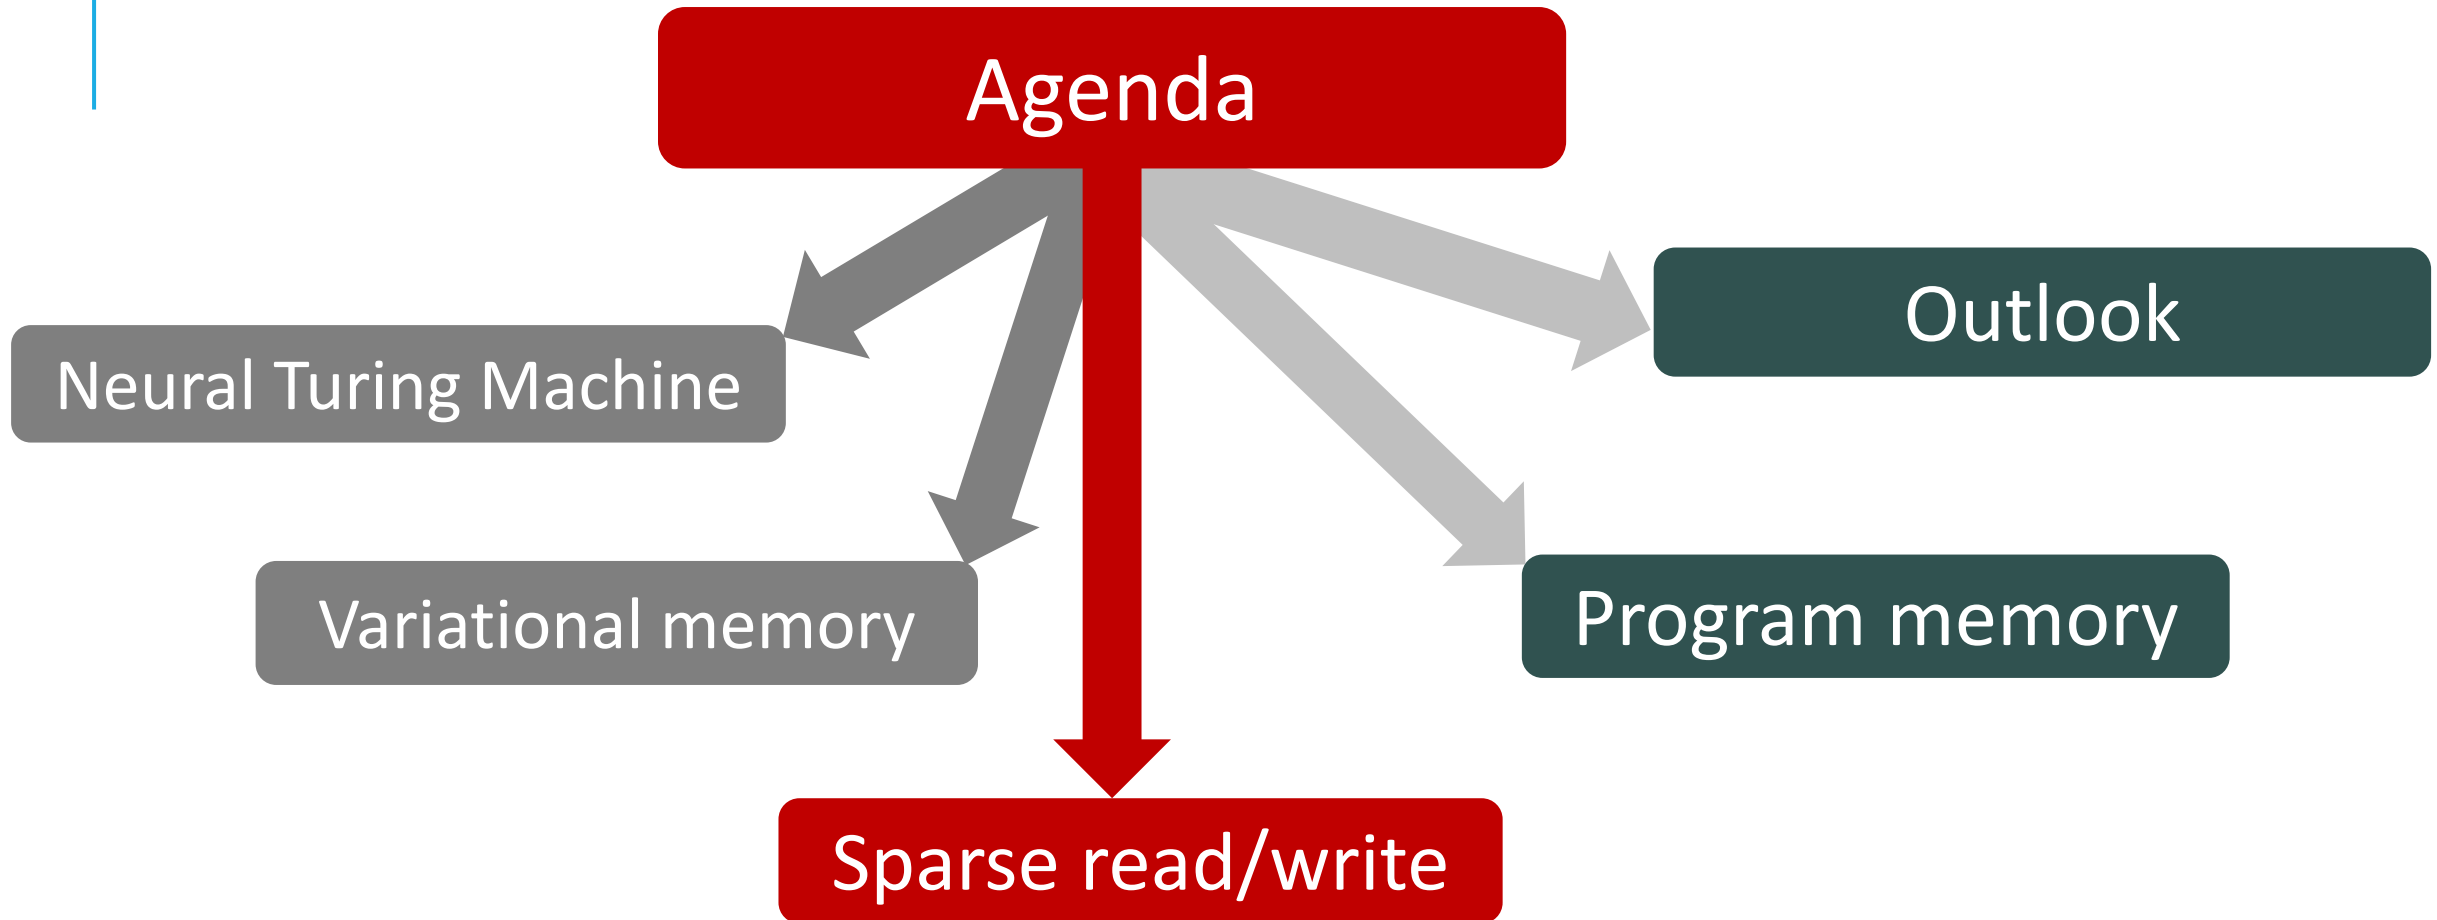 Agenda
Neural Turing Machine
Variational memory
Sparse read/write
Program memory
Outlook